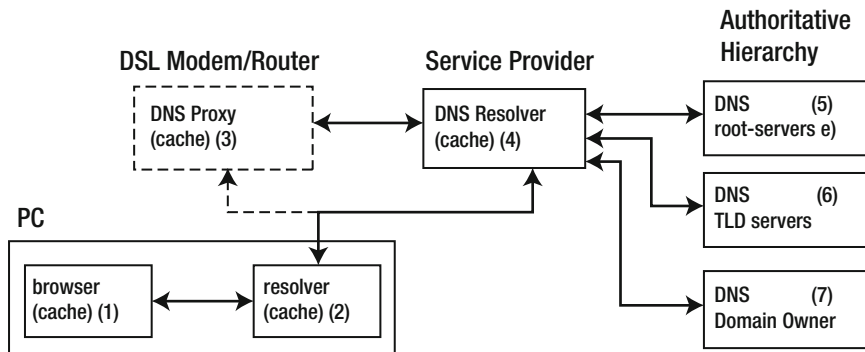 Authoritative
Hierarchy
DSL Modem/Router
Service Provider
DNS Proxy
(cache) (3)
DNS Resolver
(cache) (4)
DNS (5)
root-servers e)
DNS (6)
TLD servers
PC
browser
(cache) (1)
resolver
(cache) (2)
DNS (7)
Domain Owner